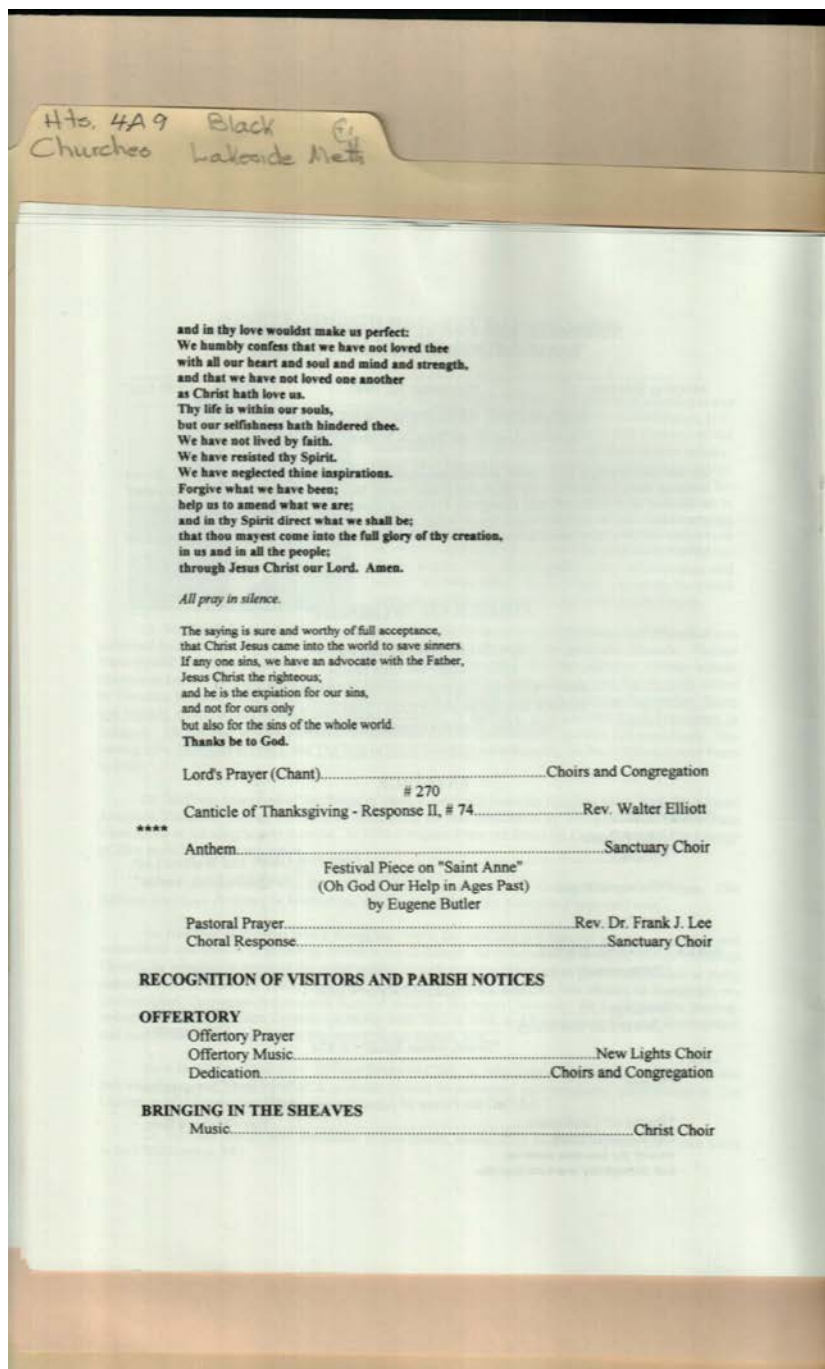 Hts. 4A9 Black
Churches Lakeside Meth
and in thy love wouldst make us perfect:
We humbly confess that we have not loved thee
with all our heart and soul and mind and strength,
and that we have not loved one another
as Christ hath love us.
Thy life is within our souls,
but our selfishness hath hindered thee.
We have not lived by faith.
We have resisted thy Spirit.
We have neglected thine inspirations.
Forgive what we have been;
help us to amend what we are;
and in thy Spirit direct what we shall be;
that thou mayest come into the full glory of thy creation,
in us and in all the people;
through Jesus Christ our Lord. Amen.
All pray in silence.
The saying is sure and worthy of full acceptance,
that Christ Jesus came into the world to save sinners.
If any one sins, we have an advocate with the Father,
Jesus Christ the righteous;
and he is the expiation for our sins,
and not for ours only
but also for the sins of the whole world.
Thanks be to God.
Lord's Prayer (Chant)..........Choirs and Congregation
# 270
Canticle of Thanksgiving - Response II, # 74..........Rev. Walter Elliott
****
Anthem..........Sanctuary Choir
Festival Piece on "Saint Anne"
(Oh God Our Help in Ages Past)
by Eugene Butler
Pastoral Prayer..........Rev. Dr. Frank J. Lee
Choral Response..........Sanctuary Choir
RECOGNITION OF VISITORS AND PARISH NOTICES
OFFERTORY
Offertory Prayer
Offertory Music..........New Lights Choir
Dedication..........Choirs and Congregation
BRINGING IN THE SHEAVES
Music..........Christ Choir